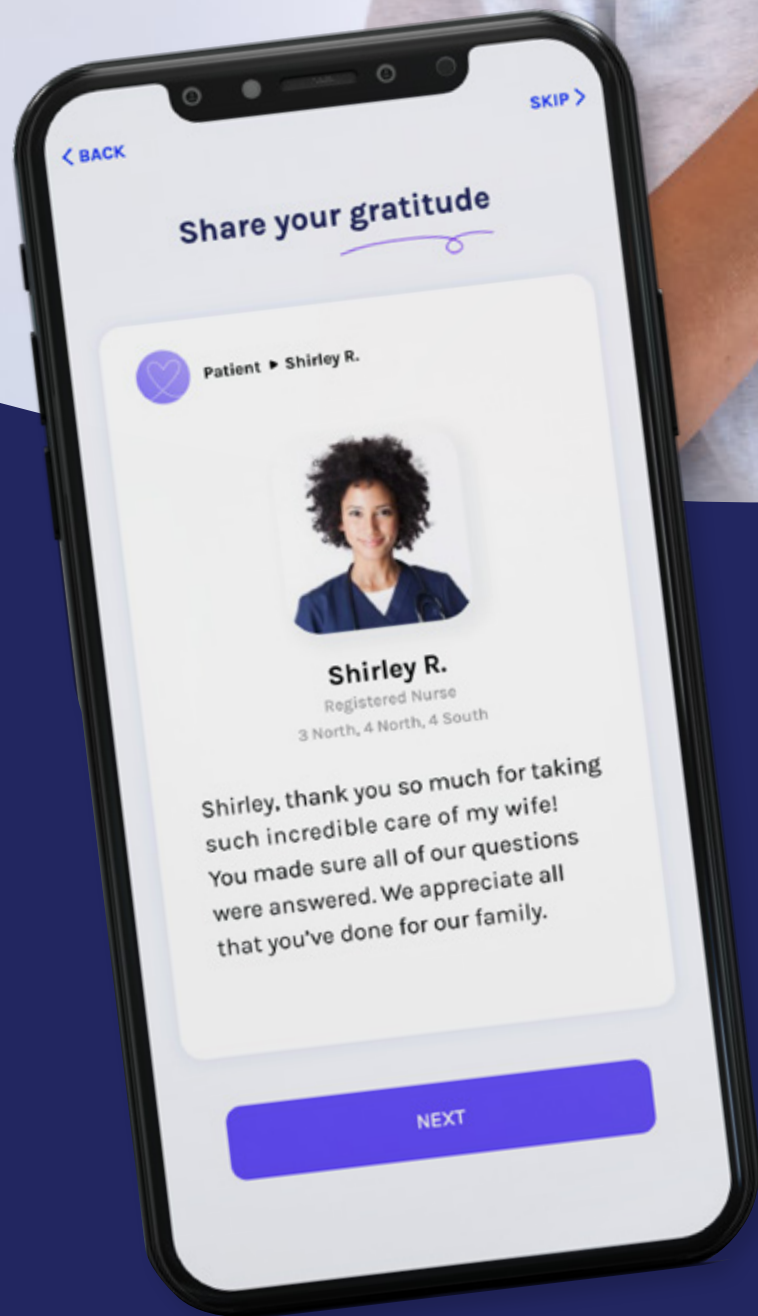 BACK
SKIP
Share your gratitude
Patient ▶ Shirley R.
Shirley R.
Registered Nurse
3 North, 4 North, 4 South
Shirley, thank you so much for taking
such incredible care of my wife!
You made sure all of our questions
were answered. We appreciate all
that you've done for our family.
NEXT